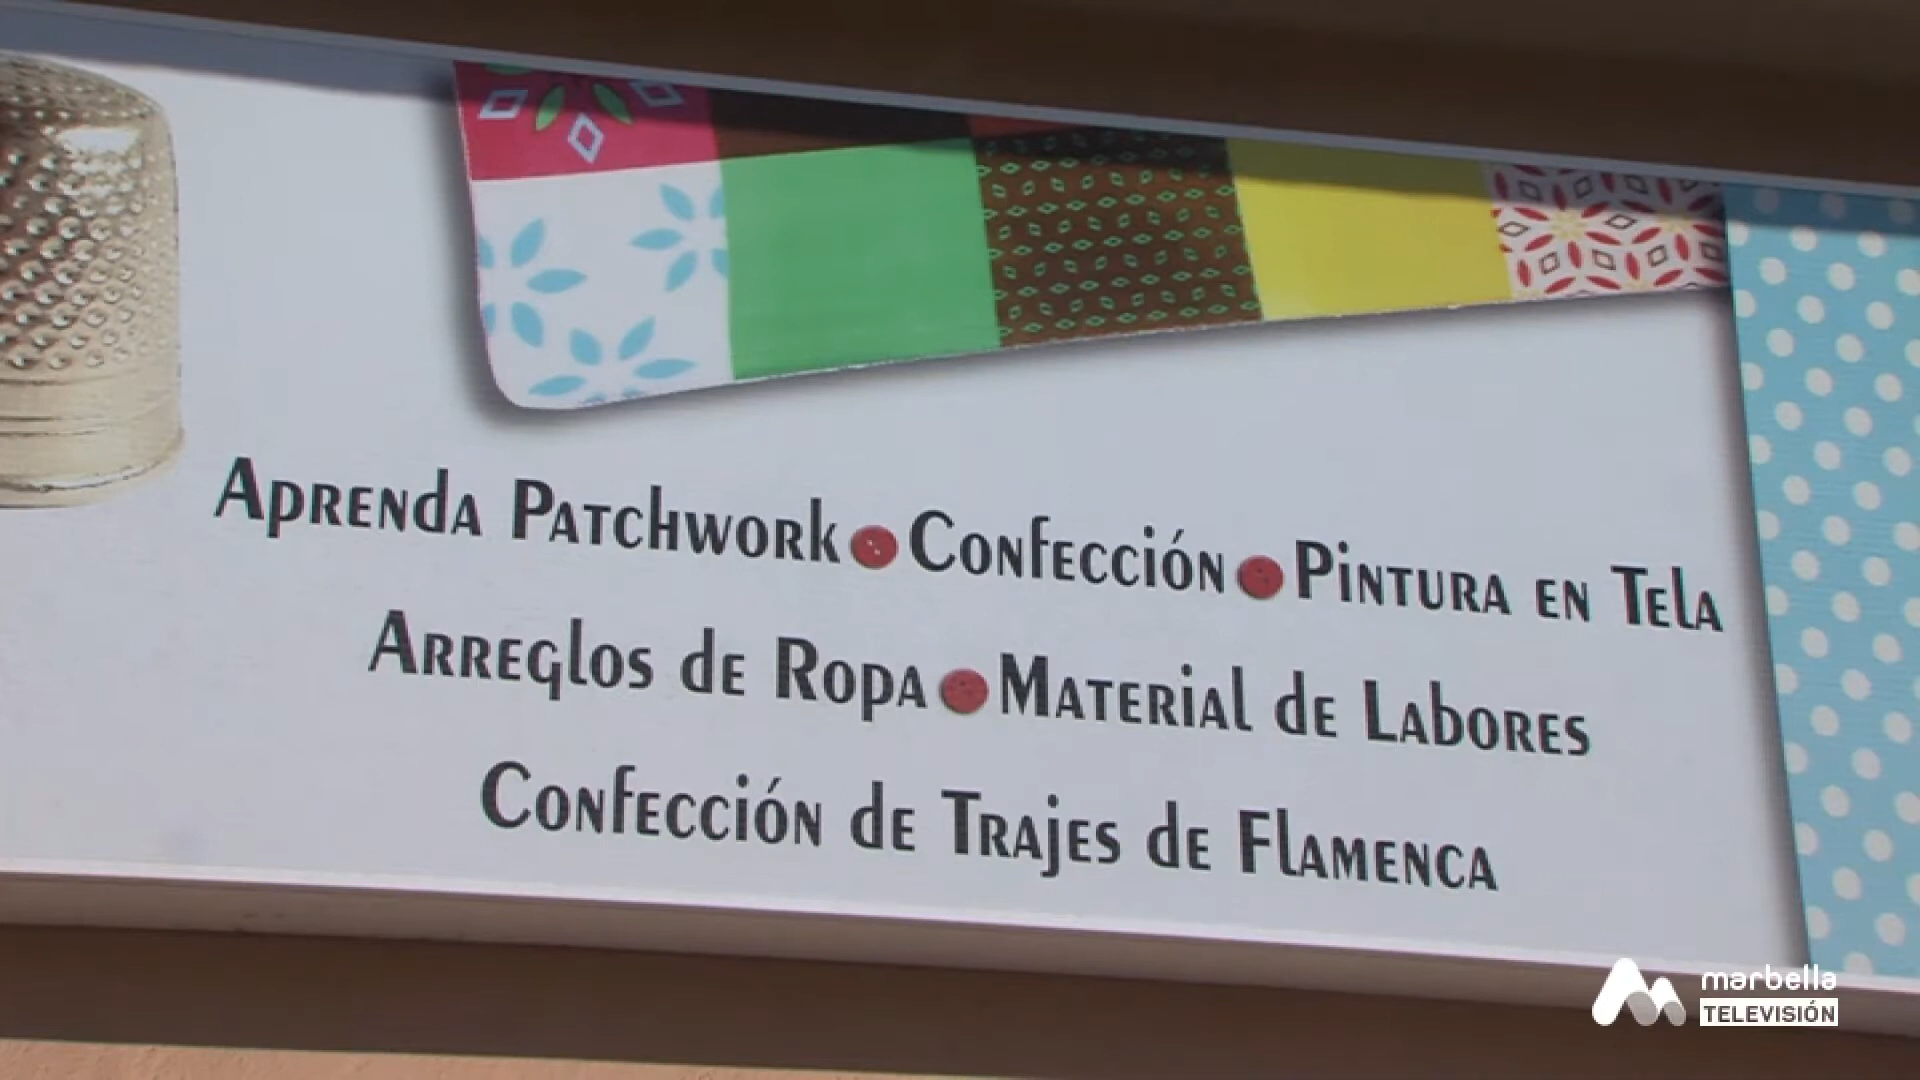 Aprenda Patchwork • Confección • Pintura en Tela
Arreglos de Ropa • Material de Labores
Confección de Trajes de Flamenca
marbella
TELEVISIÓN